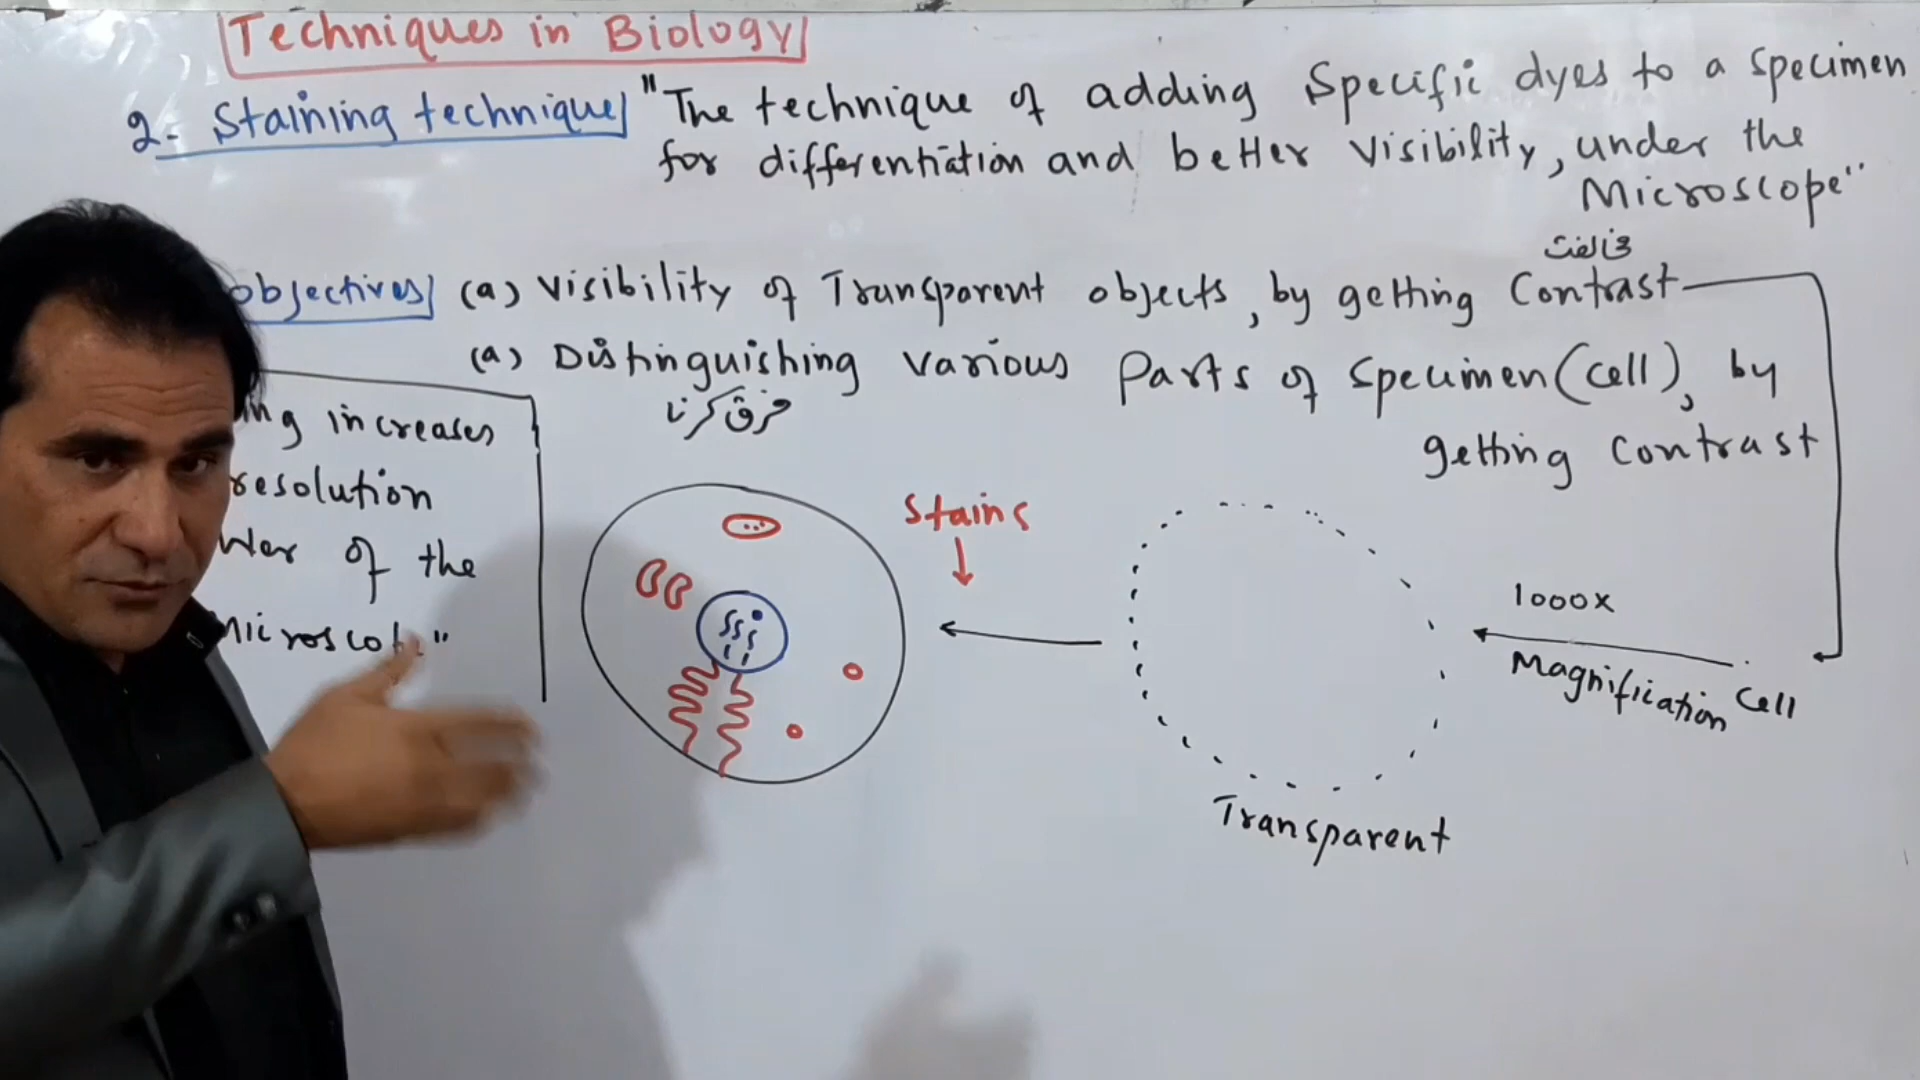 Techniques in Biology
2- Staining technique "The technique of adding Specific dyes to a specimen
for differentiation and better visibility, under the
Microscope"
objectives (a) Visibility of Transparent objects, by getting Contrast
(a) Distinguishing various parts of specimen (cell), by
فرق کرنا
getting contrast
increases
resolution
of the
Stains
1000x
Magnification
Cell
Transparent